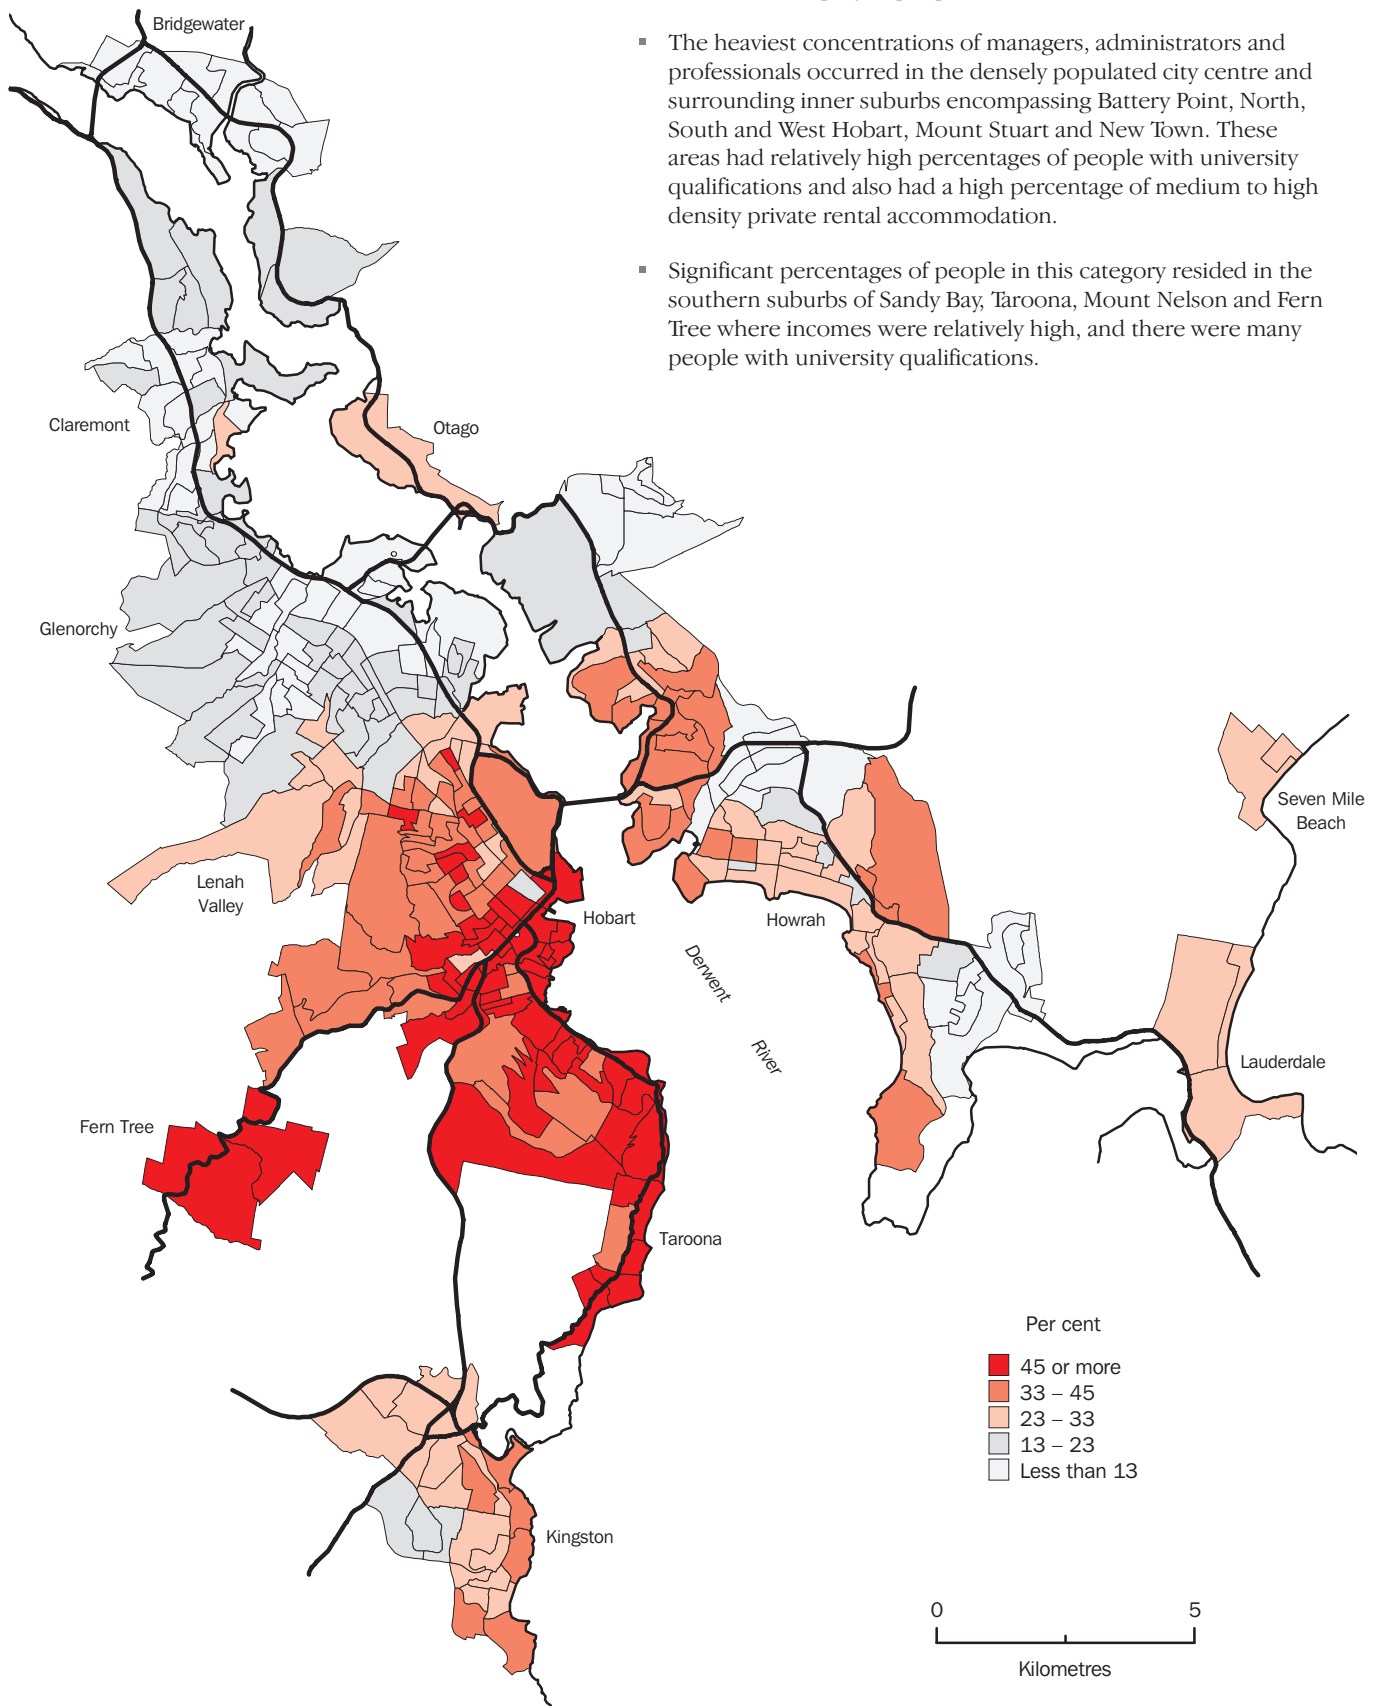 ▪ The heaviest concentrations of managers, administrators and
professionals occurred in the densely populated city centre and
surrounding inner suburbs encompassing Battery Point, North,
South and West Hobart, Mount Stuart and New Town. These
areas had relatively high percentages of people with university
qualifications and also had a high percentage of medium to high
density private rental accommodation.
▪ Significant percentages of people in this category resided in the
southern suburbs of Sandy Bay, Taroona, Mount Nelson and Fern
Tree where incomes were relatively high, and there were many
people with university qualifications.
Bridgewater
Claremont
Otago
Glenorchy
Seven Mile
Beach
Lenah
Valley
Hobart
Howrah
Derwent
River
Lauderdale
Fern Tree
Taroona
Per cent
45 or more
33 – 45
23 – 33
13 – 23
Less than 13
Kingston
0 5
Kilometres